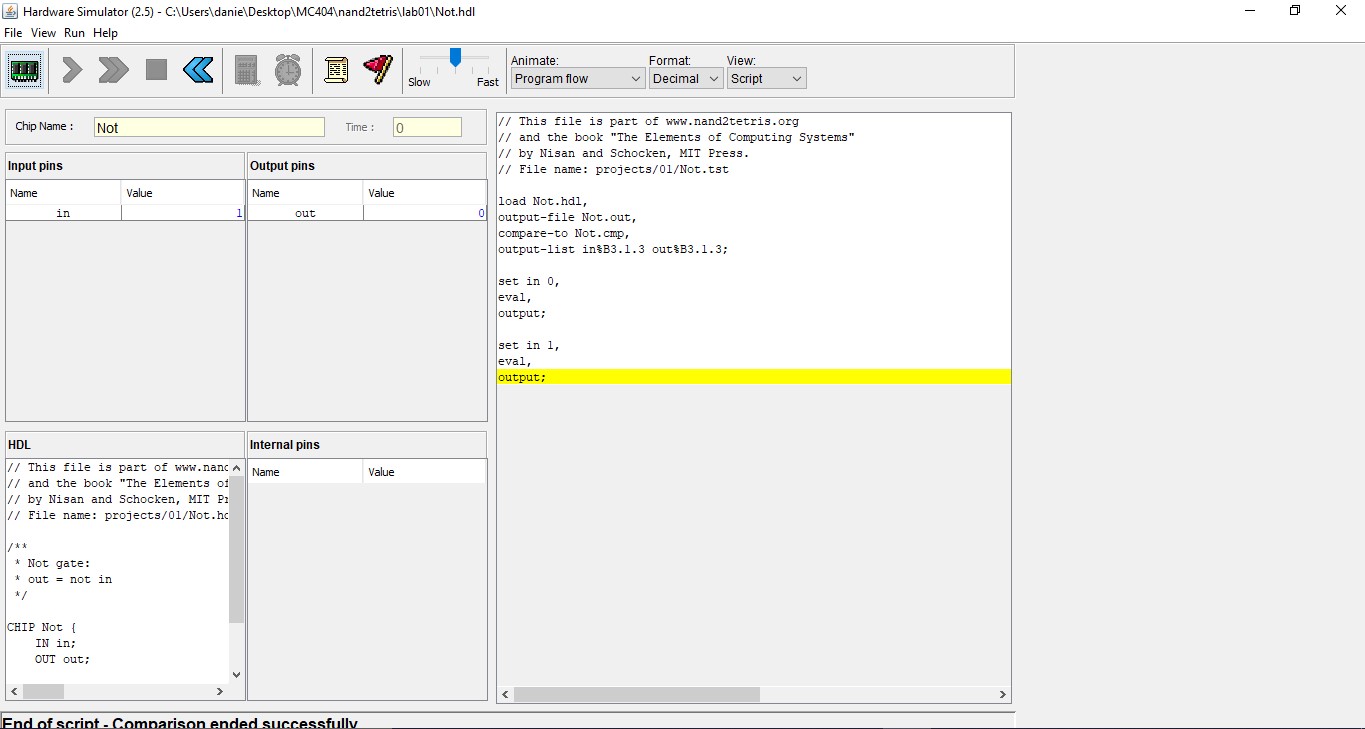 Hardware Simulator (2.5) - C:\Users\danie\Desktop\MC404\nand2tetris\lab01\Not.hdl
File View Run Help
Slow Fast
Animate: Format: View:
Program flow Decimal Script
Chip Name : Not Time : 0
Input pins
Name Value
in 1
Output pins
Name Value
out 0
HDL
// This file is part of www.nand
// and the book "The Elements of
// by Nisan and Schocken, MIT Pr
// File name: projects/01/Not.hd
/**
* Not gate:
* out = not in
*/
CHIP Not {
IN in;
OUT out;
Internal pins
Name Value
// This file is part of www.nand2tetris.org
// and the book "The Elements of Computing Systems"
// by Nisan and Schocken, MIT Press.
// File name: projects/01/Not.tst
load Not.hdl,
output-file Not.out,
compare-to Not.cmp,
output-list in%B3.1.3 out%B3.1.3;
set in 0,
eval,
output;
set in 1,
eval,
output;
End of script - Comparison ended successfully